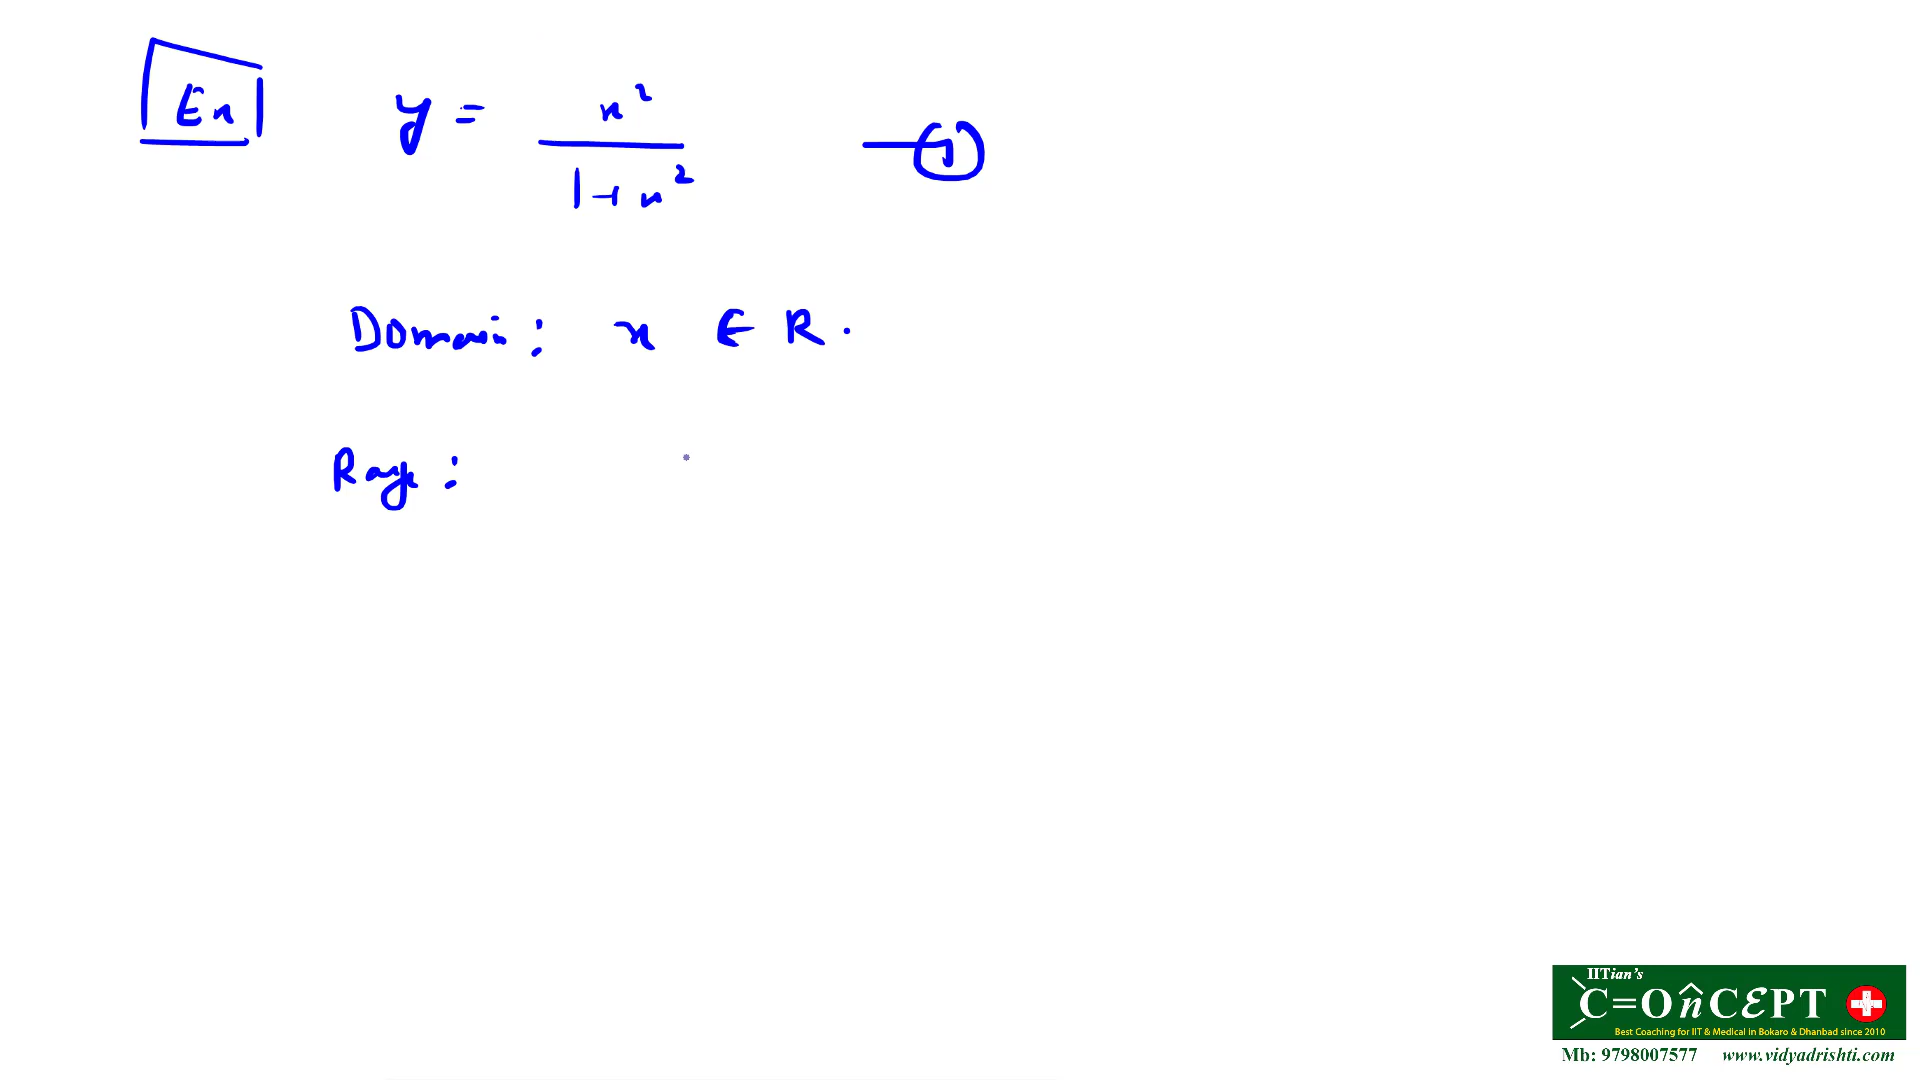 Ex y = x² / 1+x² — ①
Domain : x ∈ R .
Range :
IITian's
C=OnCEPT
Best Coaching for IIT & Medical in Bokaro & Dhanbad since 2010
Mb: 9798007577 www.vidyadrishti.com